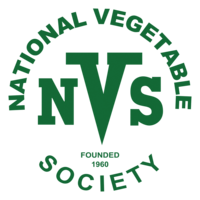 NATIONAL VEGETABLE
NVS
FOUNDED
1960
SOCIETY